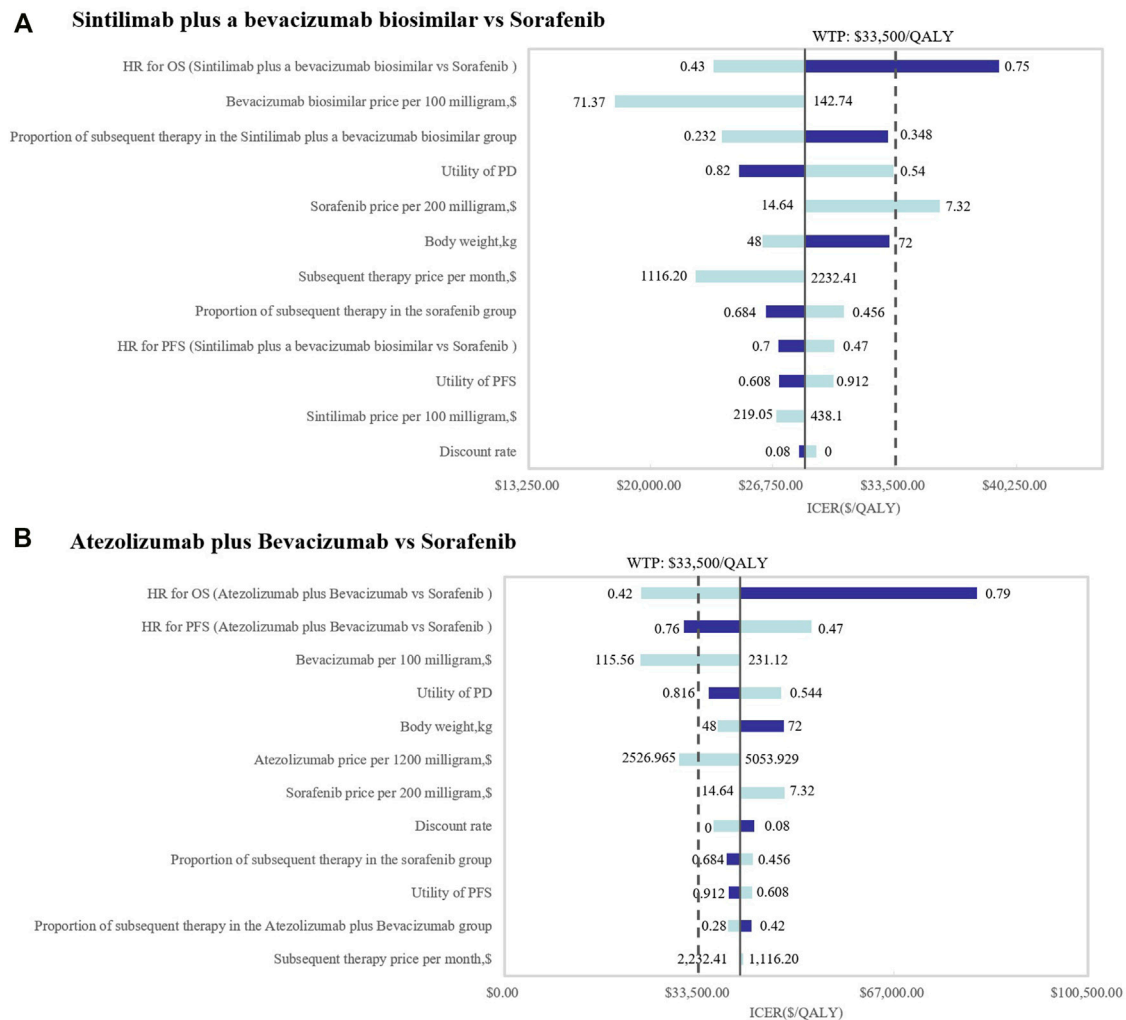 A
Sintilimab plus a bevacizumab biosimilar vs Sorafenib
WTP: $33,500/QALY
HR for OS (Sintilimab plus a bevacizumab biosimilar vs Sorafenib ) 0.43 0.75
Bevacizumab biosimilar price per 100 milligram,$ 71.37 142.74
Proportion of subsequent therapy in the Sintilimab plus a bevacizumab biosimilar group 0.232 0.348
Utility of PD 0.82 0.54
Sorafenib price per 200 milligram,$ 14.64 7.32
Body weight,kg 48 72
Subsequent therapy price per month,$ 1116.20 2232.41
Proportion of subsequent therapy in the sorafenib group 0.684 0.456
HR for PFS (Sintilimab plus a bevacizumab biosimilar vs Sorafenib ) 0.7 0.47
Utility of PFS 0.608 0.912
Sintilimab price per 100 milligram,$ 219.05 438.1
Discount rate 0.08 0
$13,250.00 $20,000.00 $26,750.00 $33,500.00 $40,250.00
ICER($/QALY)
B
Atezolizumab plus Bevacizumab vs Sorafenib
WTP: $33,500/QALY
HR for OS (Atezolizumab plus Bevacizumab vs Sorafenib ) 0.42 0.79
HR for PFS (Atezolizumab plus Bevacizumab vs Sorafenib ) 0.76 0.47
Bevacizumab per 100 milligram,$ 115.56 231.12
Utility of PD 0.816 0.544
Body weight,kg 48 72
Atezolizumab price per 1200 milligram,$ 2526.965 5053.929
Sorafenib price per 200 milligram,$ 14.64 7.32
Discount rate 0 0.08
Proportion of subsequent therapy in the sorafenib group 0.684 0.456
Utility of PFS 0.912 0.608
Proportion of subsequent therapy in the Atezolizumab plus Bevacizumab group 0.28 0.42
Subsequent therapy price per month,$ 2,232.41 1,116.20
$0.00 $33,500.00 $67,000.00 $100,500.00
ICER($/QALY)